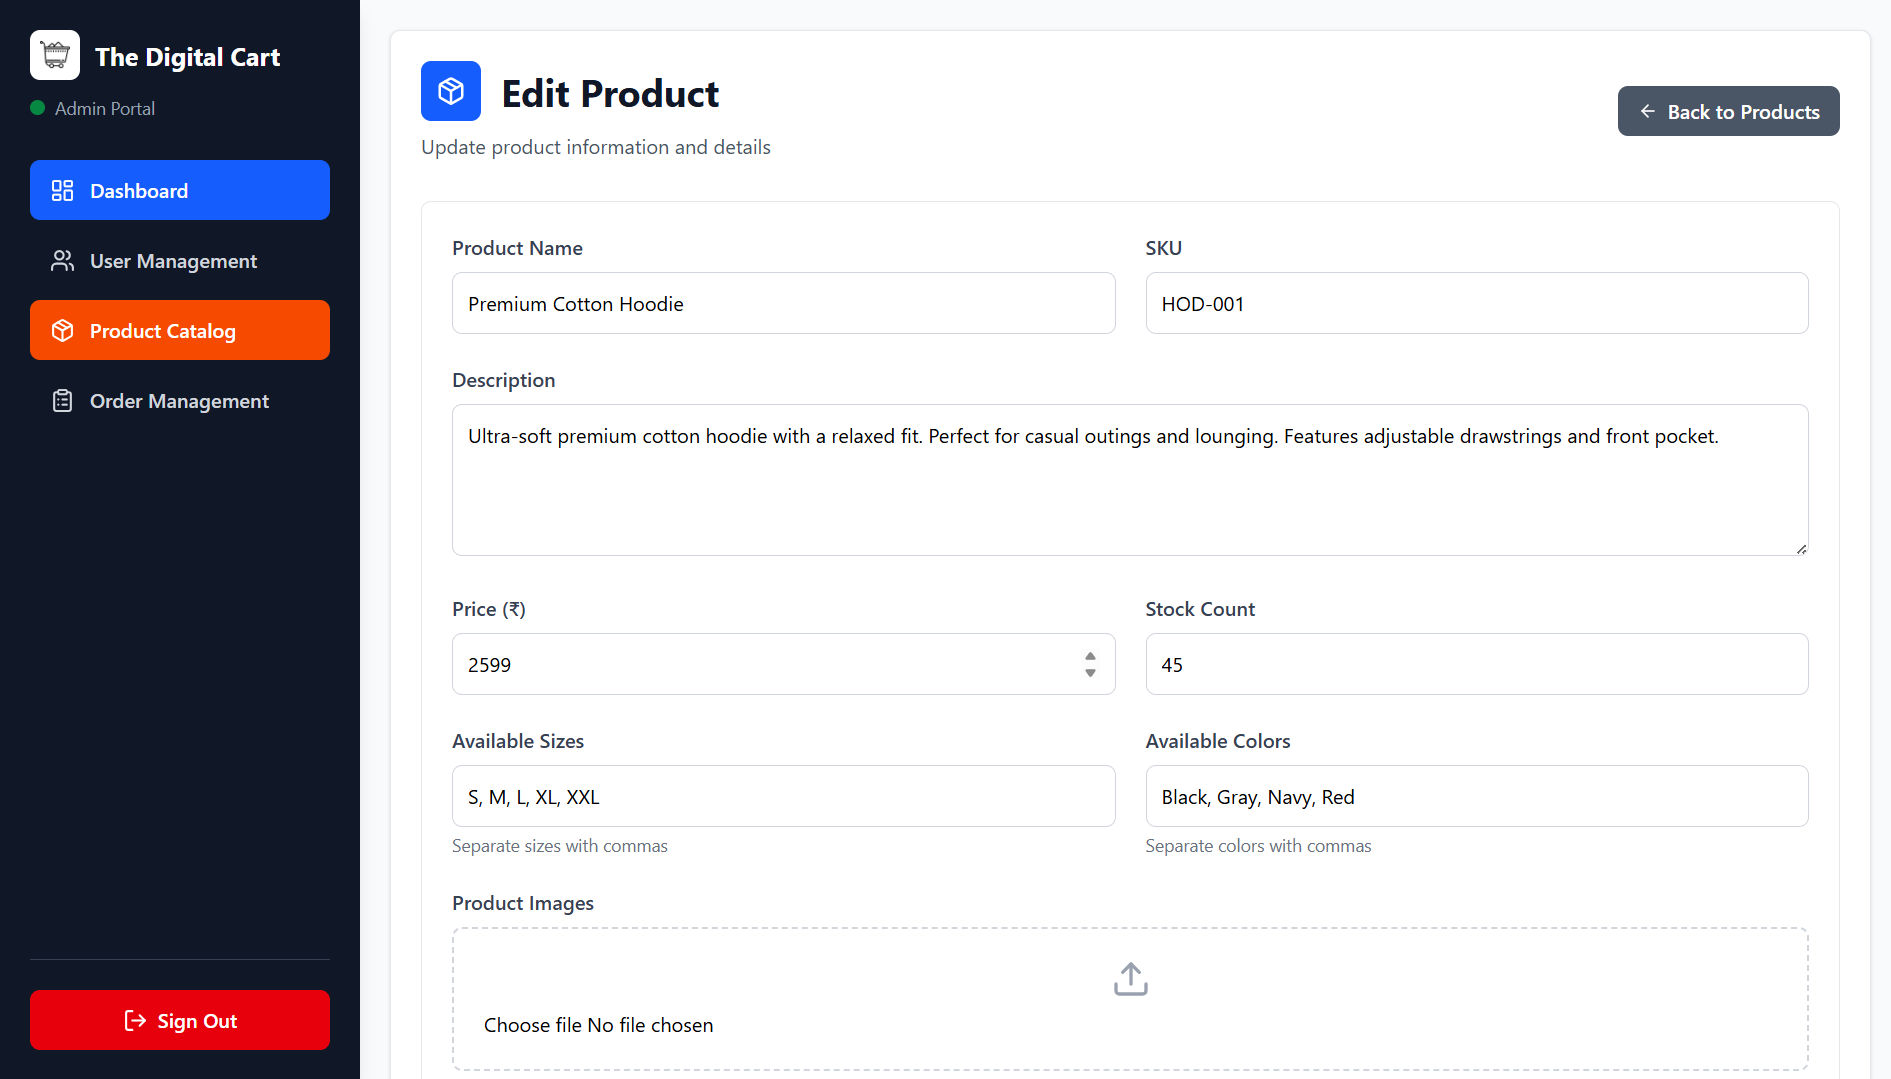 The Digital Cart
Admin Portal
Dashboard
User Management
Product Catalog
Order Management
Sign Out
Edit Product
Update product information and details
Back to Products
Product Name
Premium Cotton Hoodie
SKU
HOD-001
Description
Ultra-soft premium cotton hoodie with a relaxed fit. Perfect for casual outings and lounging. Features adjustable drawstrings and front pocket.
Price (₹)
2599
Stock Count
45
Available Sizes
S, M, L, XL, XXL
Separate sizes with commas
Available Colors
Black, Gray, Navy, Red
Separate colors with commas
Product Images
Choose file No file chosen